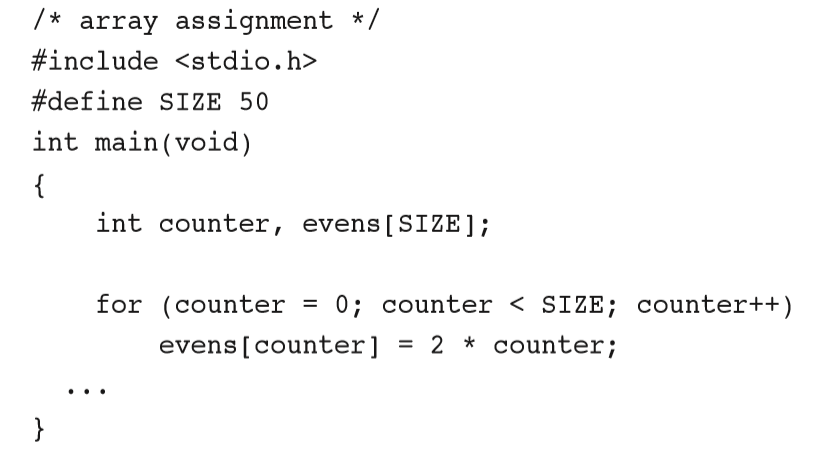 /* array assignment */
#include <stdio.h>
#define SIZE 50
int main(void)
{
    int counter, evens[SIZE];

    for (counter = 0; counter < SIZE; counter++)
        evens[counter] = 2 * counter;
  ...
}